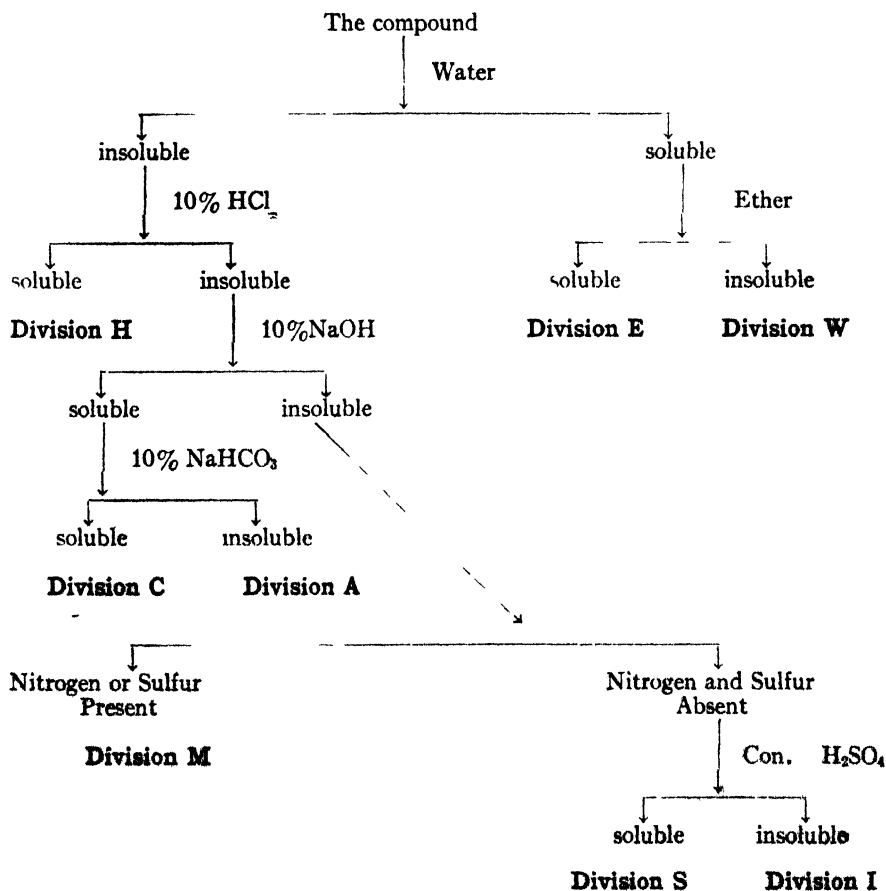 The compound
Water
insoluble soluble
10% HCl Ether
soluble insoluble soluble insoluble
Division H 10%NaOH Division E Division W
soluble insoluble
10% NaHCO₃
soluble insoluble
Division C Division A
Nitrogen or Sulfur Nitrogen and Sulfur
Present Absent
Division M Con. H₂SO₄
soluble insoluble
Division S Division I